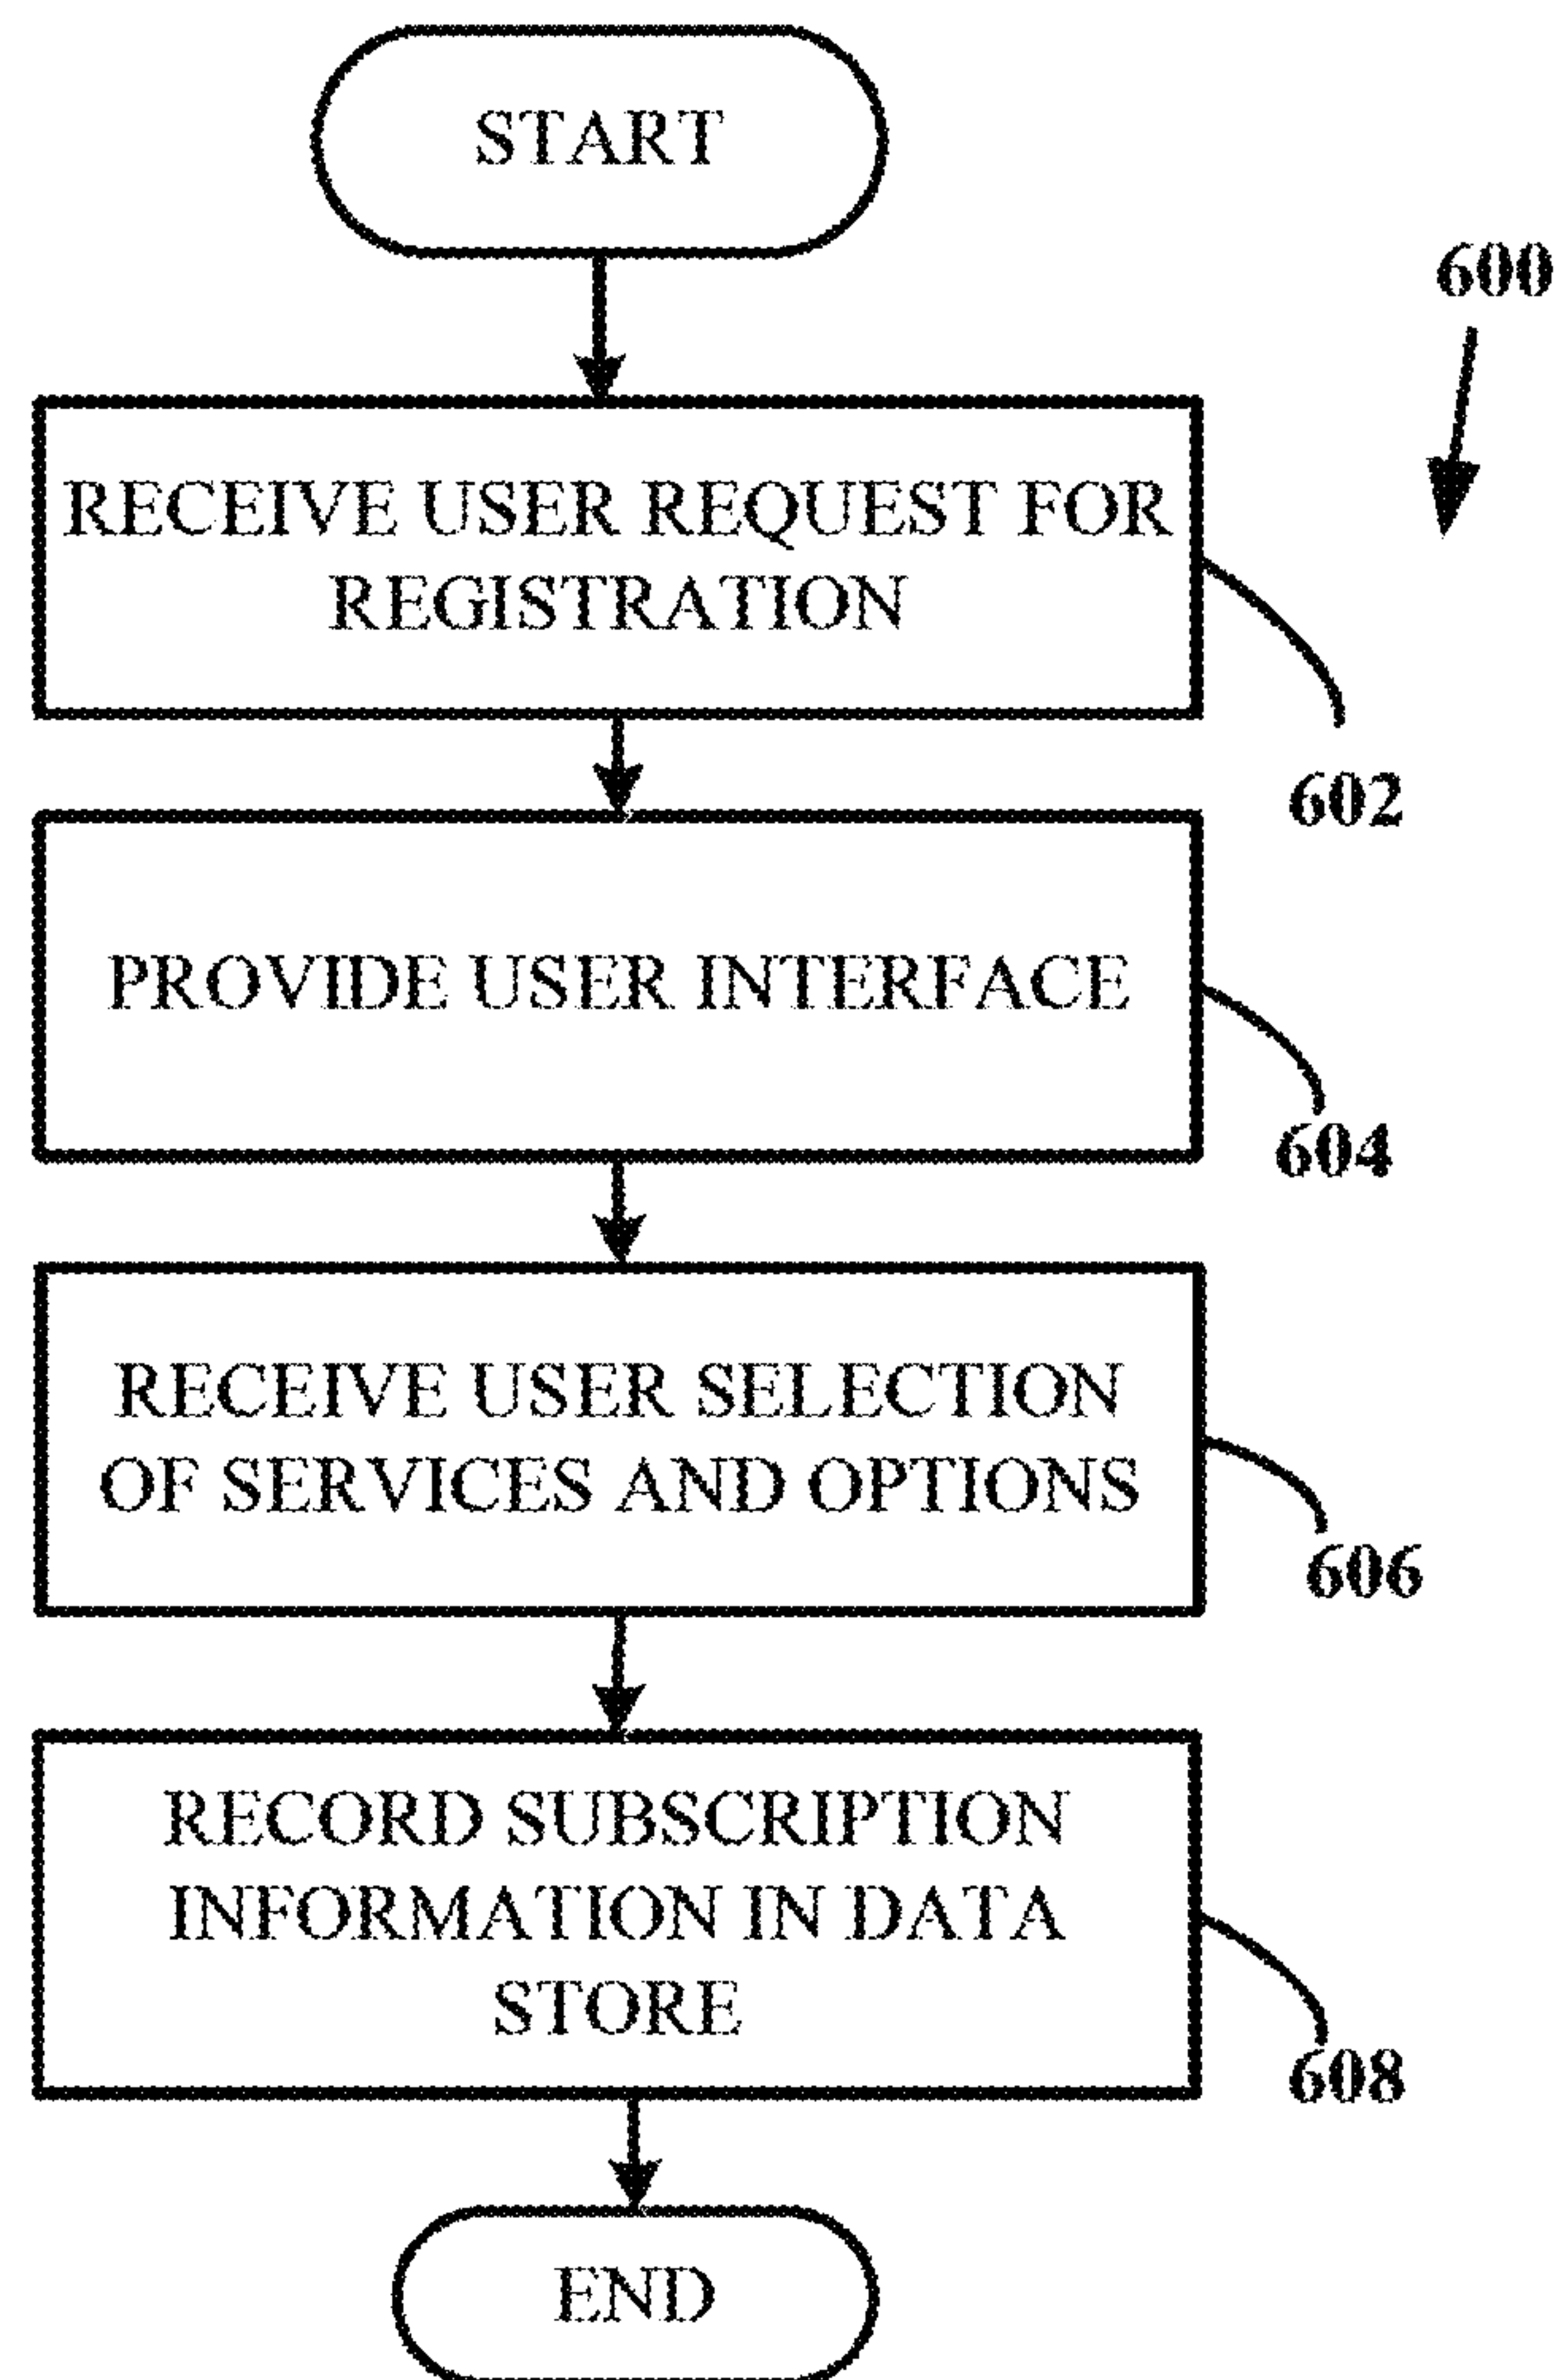 START
600
RECEIVE USER REQUEST FOR
REGISTRATION
602
PROVIDE USER INTERFACE
604
RECEIVE USER SELECTION
OF SERVICES AND OPTIONS
606
RECORD SUBSCRIPTION
INFORMATION IN DATA
STORE
608
END